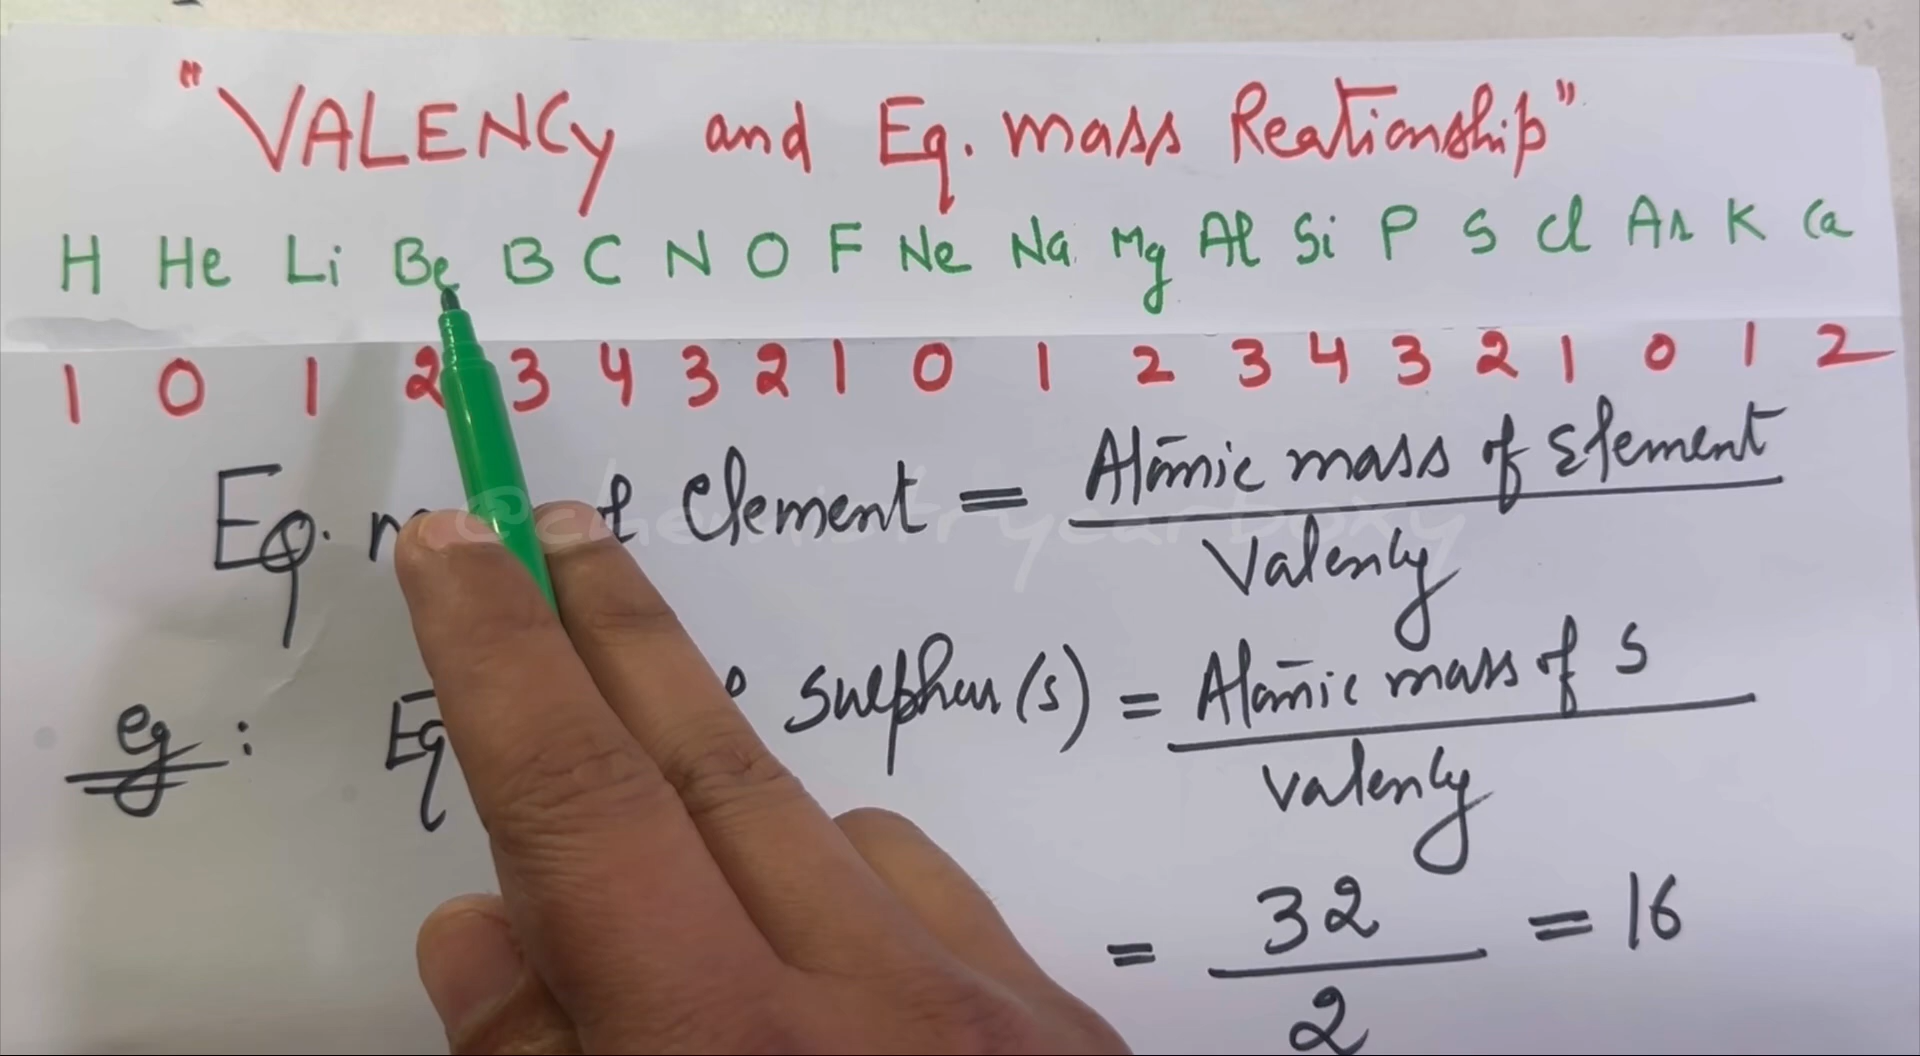 "VALENCY and Eq. mass Reationship"
H He Li Be B C N O F Ne Na Mg Al Si P S Cl Ar K Ca
1 0 1 2 3 4 3 2 1 0 1 2 3 4 3 2 1 0 1 2
Eq. Element = Atomic mass of Element
Valency
@chemistrycarboxy
eg : Eq Sulphur (s) = Atomic mass of S
Valency
= 32 = 16
2